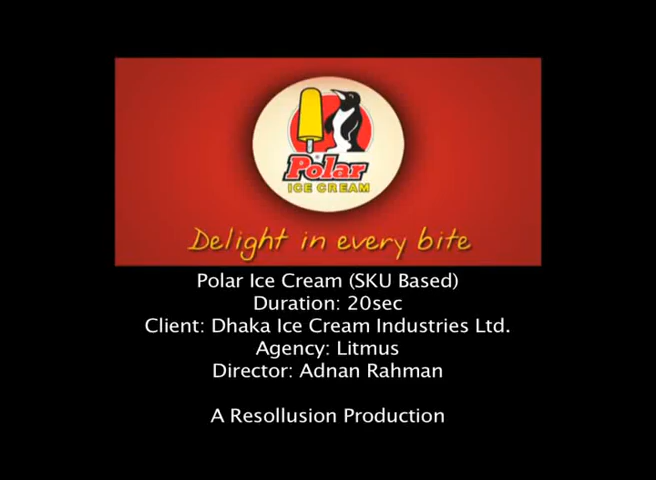 Polar
ICE CREAM
Delight in every bite
Polar Ice Cream (SKU Based)
Duration: 20sec
Client: Dhaka Ice Cream Industries Ltd.
Agency: Litmus
Director: Adnan Rahman
A Resollusion Production